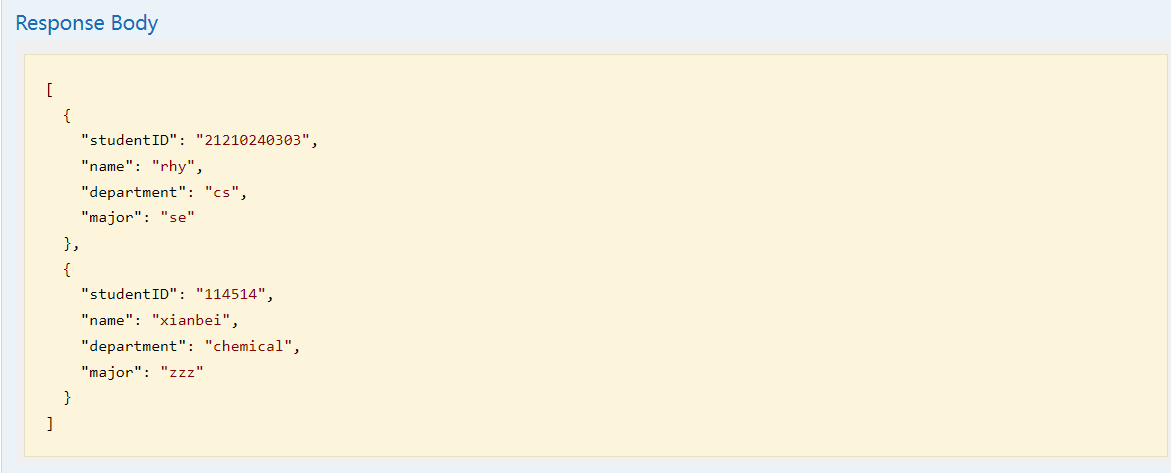 Response Body
[
  {
    "studentID": "21210240303",
    "name": "rhy",
    "department": "cs",
    "major": "se"
  },
  {
    "studentID": "114514",
    "name": "xianbei",
    "department": "chemical",
    "major": "zzz"
  }
]